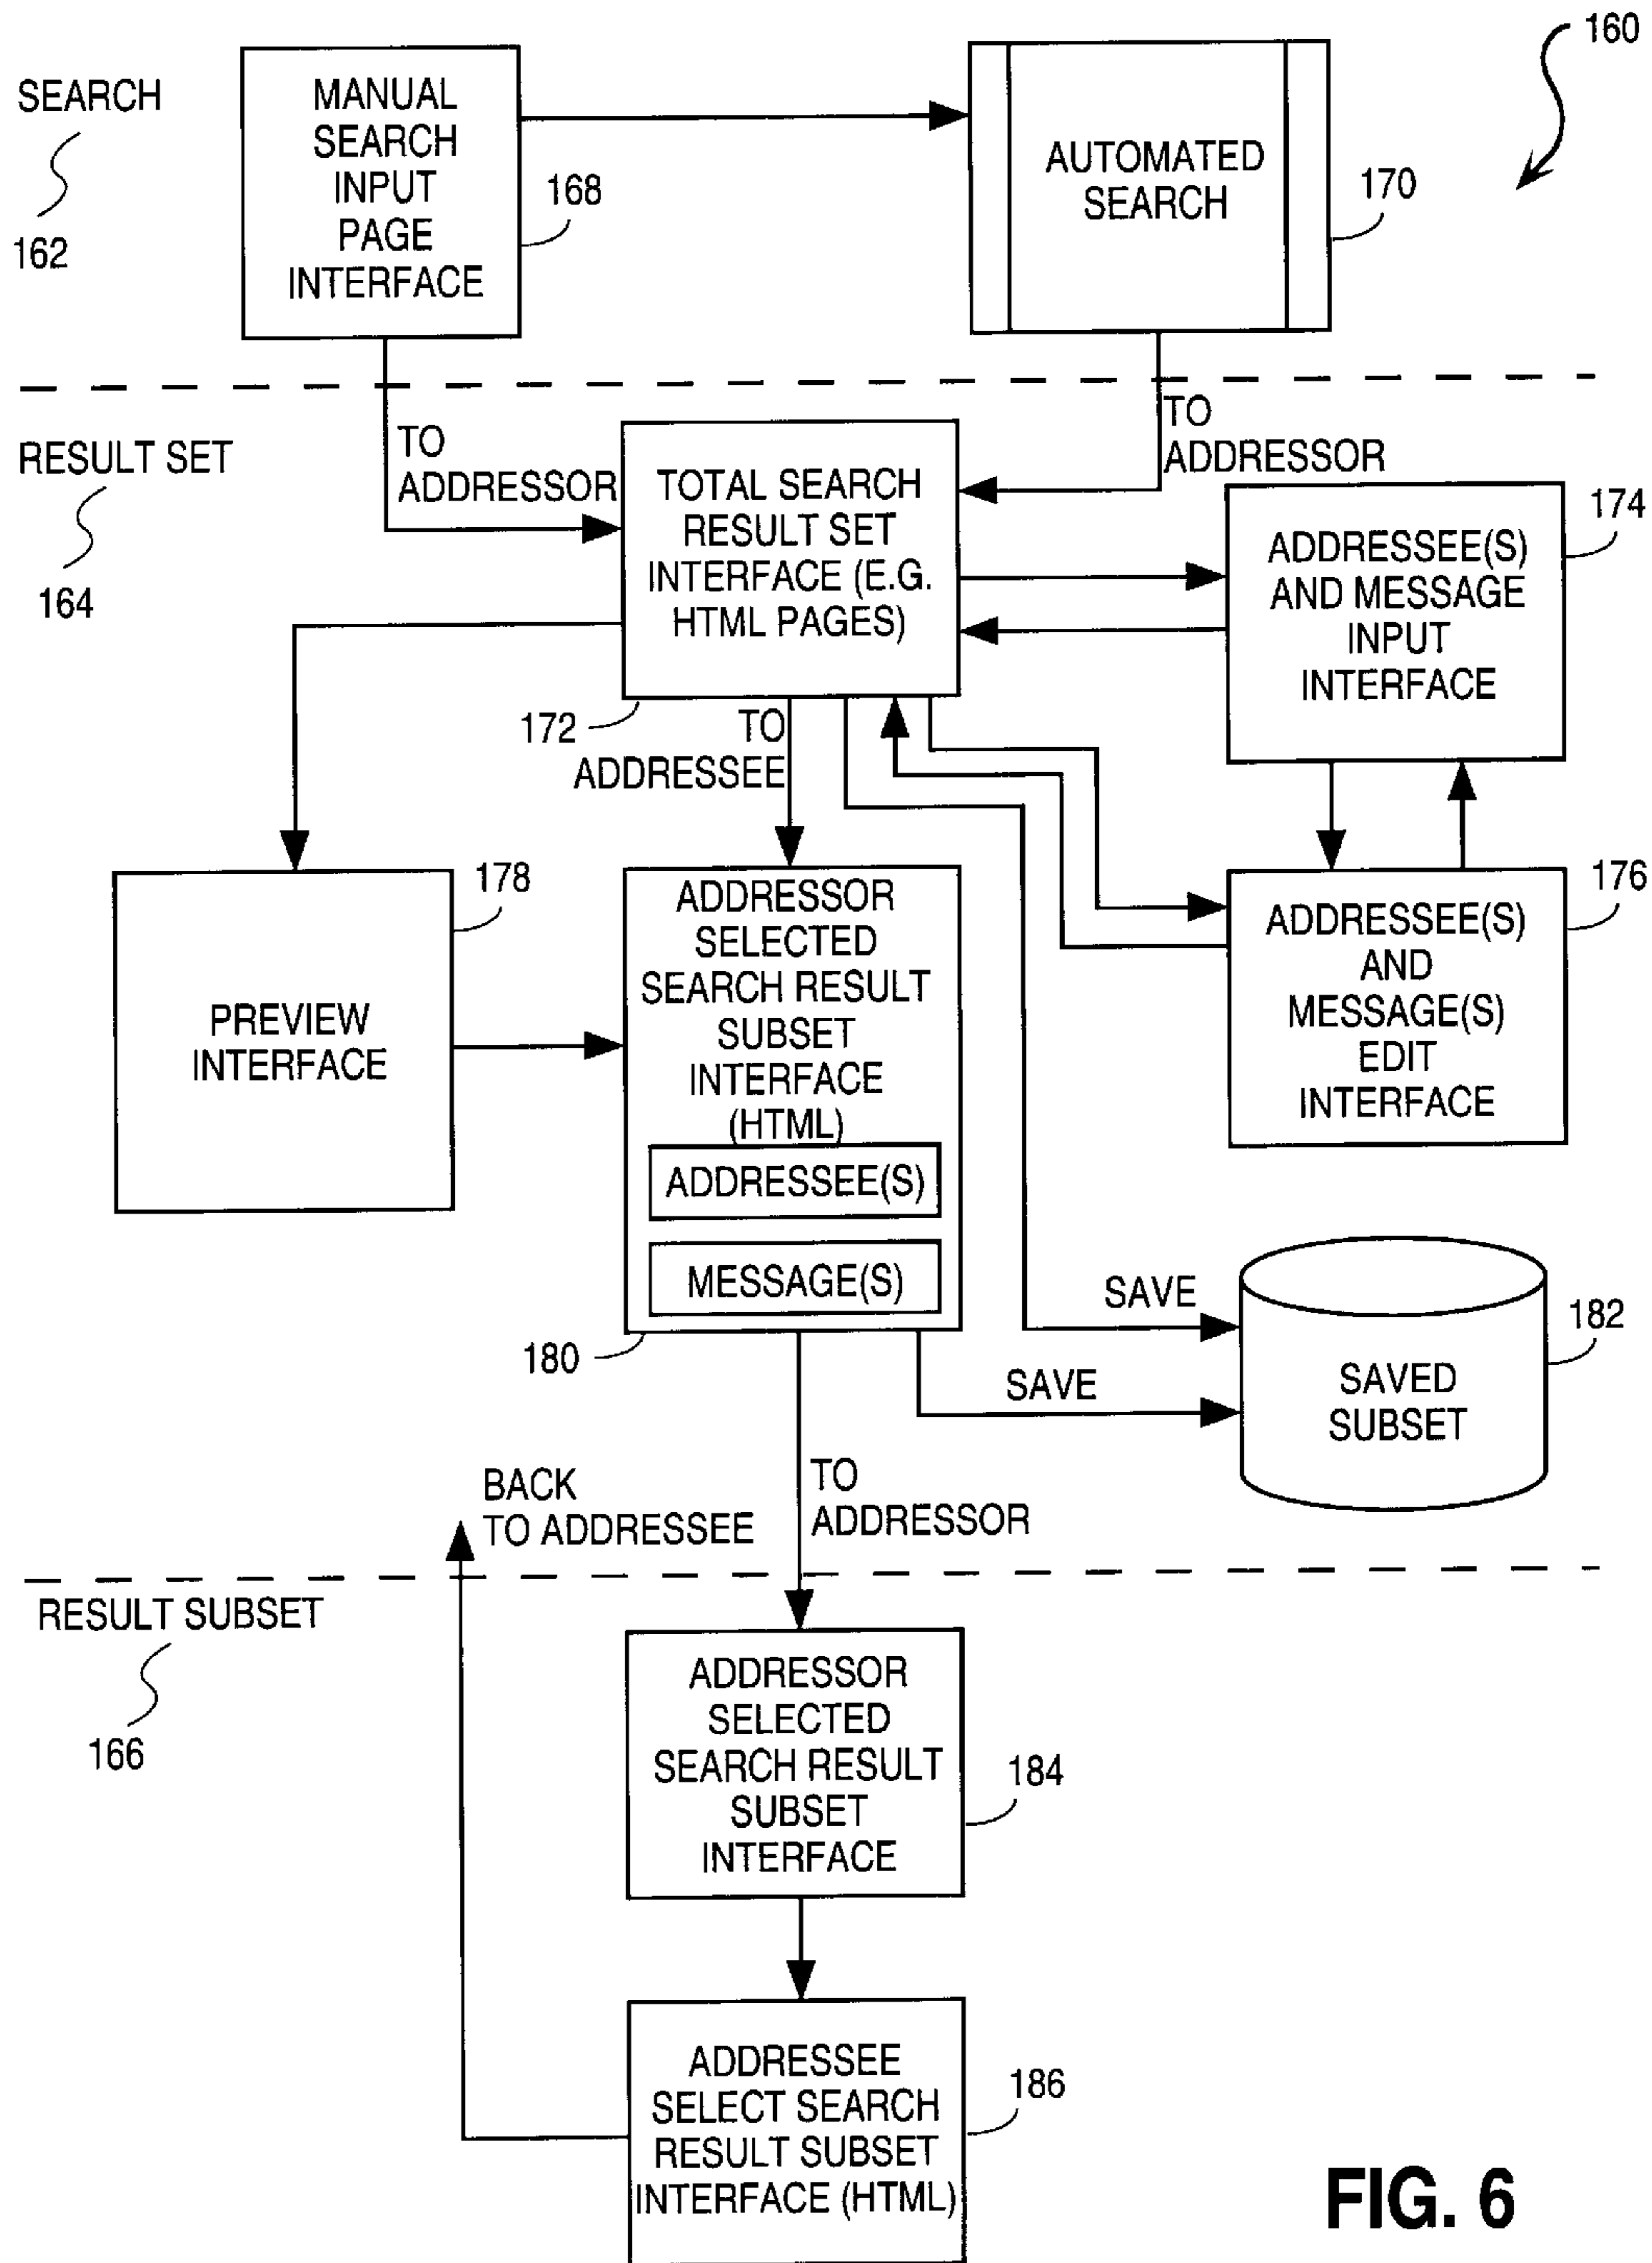 160
SEARCH
162
MANUAL
SEARCH
INPUT
PAGE
INTERFACE
168
AUTOMATED
SEARCH
170
RESULT SET
164
TO
ADDRESSOR
TO
ADDRESSOR
TOTAL SEARCH
RESULT SET
INTERFACE (E.G.
HTML PAGES)
172
174
ADDRESSEE(S)
AND MESSAGE
INPUT
INTERFACE
TO
ADDRESSEE
178
PREVIEW
INTERFACE
ADDRESSOR
SELECTED
SEARCH RESULT
SUBSET
INTERFACE
(HTML)
ADDRESSEE(S)
MESSAGE(S)
180
176
ADDRESSEE(S)
AND
MESSAGE(S)
EDIT
INTERFACE
SAVE
SAVE
182
SAVED
SUBSET
BACK
TO ADDRESSEE
TO
ADDRESSOR
RESULT SUBSET
166
ADDRESSOR
SELECTED
SEARCH RESULT
SUBSET
INTERFACE
184
ADDRESSEE
SELECT SEARCH
RESULT SUBSET
INTERFACE (HTML)
186
FIG. 6